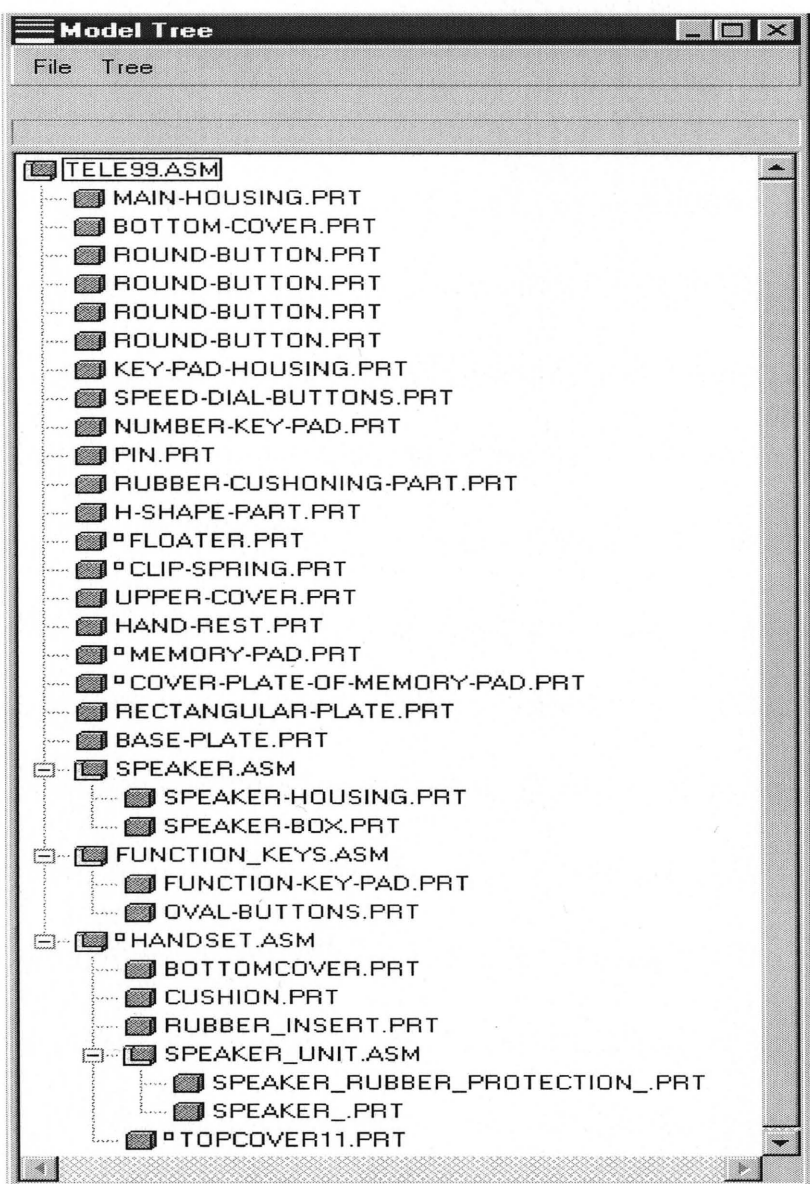 Model Tree
File Tree
TELE99.ASM
MAIN-HOUSING.PRT
BOTTOM-COVER.PRT
ROUND-BUTTON.PRT
ROUND-BUTTON.PRT
ROUND-BUTTON.PRT
ROUND-BUTTON.PRT
KEY-PAD-HOUSING.PRT
SPEED-DIAL-BUTTONS.PRT
NUMBER-KEY-PAD.PRT
PIN.PRT
RUBBER-CUSHONING-PART.PRT
H-SHAPE-PART.PRT
FLOATER.PRT
CLIP-SPRING.PRT
UPPER-COVER.PRT
HAND-REST.PRT
MEMORY-PAD.PRT
COVER-PLATE-OF-MEMORY-PAD.PRT
RECTANGULAR-PLATE.PRT
BASE-PLATE.PRT
SPEAKER.ASM
SPEAKER-HOUSING.PRT
SPEAKER-BOX.PRT
FUNCTION_KEYS.ASM
FUNCTION-KEY-PAD.PRT
OVAL-BUTTONS.PRT
HANDSET.ASM
BOTTOMCOVER.PRT
CUSHION.PRT
RUBBER_INSERT.PRT
SPEAKER_UNIT.ASM
SPEAKER_RUBBER_PROTECTION_.PRT
SPEAKER_.PRT
TOPCOVER11.PRT